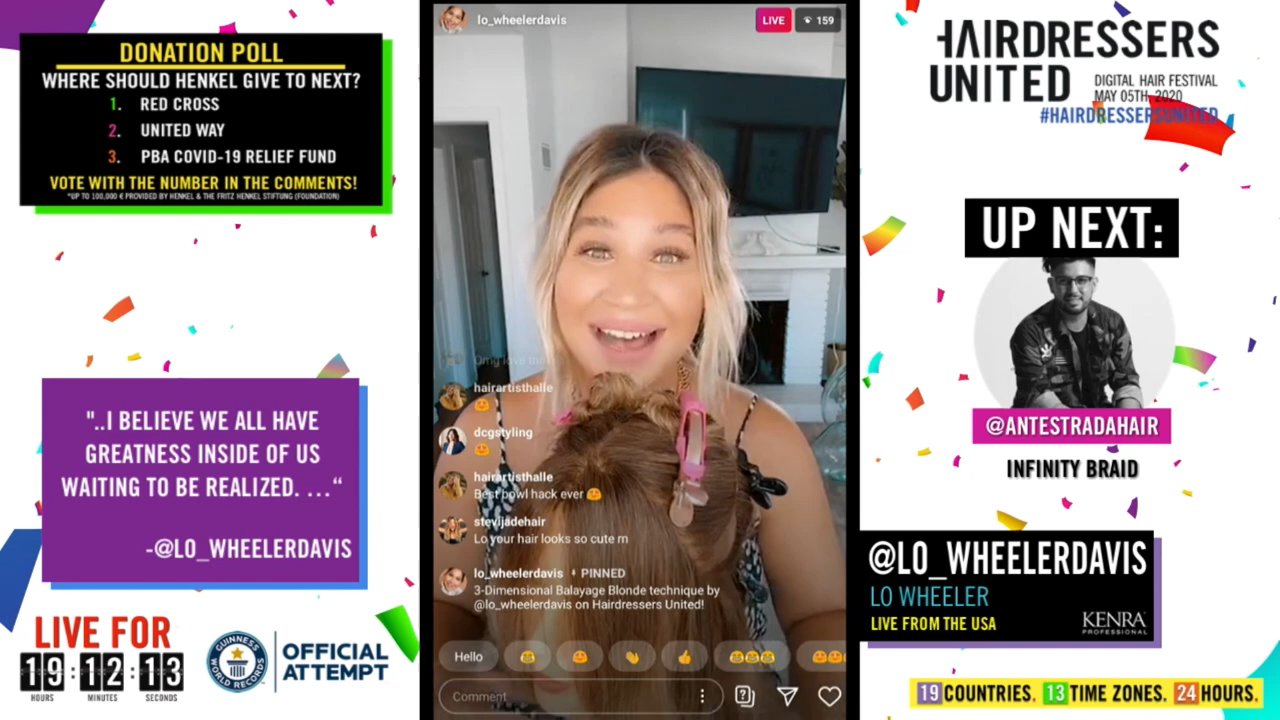 DONATION POLL
WHERE SHOULD HENKEL GIVE TO NEXT?
1. RED CROSS
2. UNITED WAY
3. PBA COVID-19 RELIEF FUND
VOTE WITH THE NUMBER IN THE COMMENTS!
*UP TO 100,000 € PROVIDED BY HENKEL & THE FRITZ HENKEL STIFTUNG (FOUNDATION)
"..I BELIEVE WE ALL HAVE
GREATNESS INSIDE OF US
WAITING TO BE REALIZED. ..."
-@LO_WHEELERDAVIS
LIVE FOR
19:12:13
HOURS MINUTES SECONDS
GUINNESS WORLD RECORDS
OFFICIAL
ATTEMPT
lo_wheelerdavis
LIVE 159
Omg love
hairartisthalle
😍
dcgstyling
😍
hairartisthalle
Best bowl hack ever 😍
stevijadehair
Lo your hair looks so cute rn
lo_wheelerdavis PINNED
3-Dimensional Balayage Blonde technique by
@lo_wheelerdavis on Hairdressers United!
Hello 😂 😍 👏 👍 😂😂😂 😍😍
Comment
HAIRDRESSERS
UNITED
DIGITAL HAIR FESTIVAL
MAY 05TH, 2020
#HAIRDRESSERSUNITED
UP NEXT:
@ANTESTRADAHAIR
INFINITY BRAID
@LO_WHEELERDAVIS
LO WHEELER
LIVE FROM THE USA
KENRA
PROFESSIONAL
19 COUNTRIES. 13 TIME ZONES. 24 HOURS.